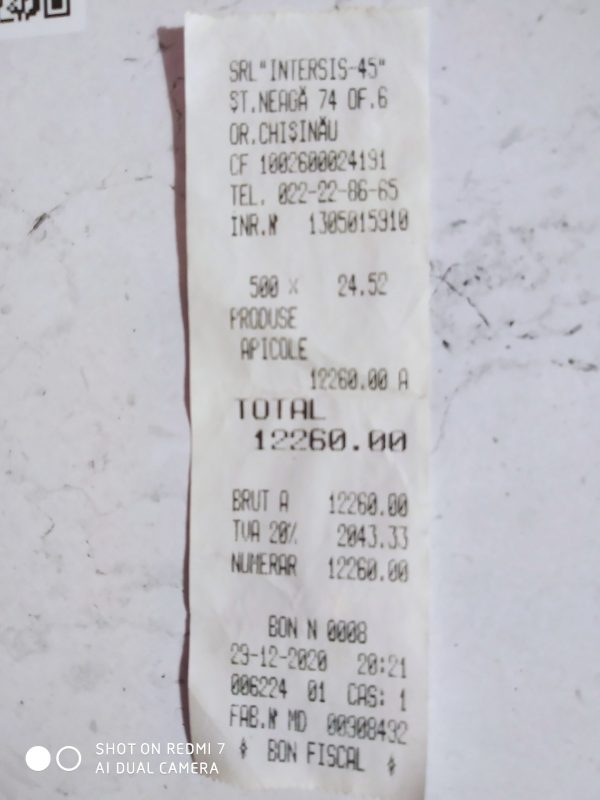 SRL"INTERSIS-45"
ȘT.NEAGĂ 74 OF.6
OR.CHIȘINĂU
CF 1002600024191
TEL. 022-22-86-65
INR.№ 1305015910
500 x 24.52
PRODUSE
APICOLE
12260.00 A
TOTAL
12260.00
BRUT A 12260.00
TVA 20% 2043.33
NUMERAR 12260.00
BON N 0008
29-12-2020 20:21
006224 01 CAS: 1
FAB.№ MD 00908492
BON FISCAL
SHOT ON REDMI 7
AI DUAL CAMERA